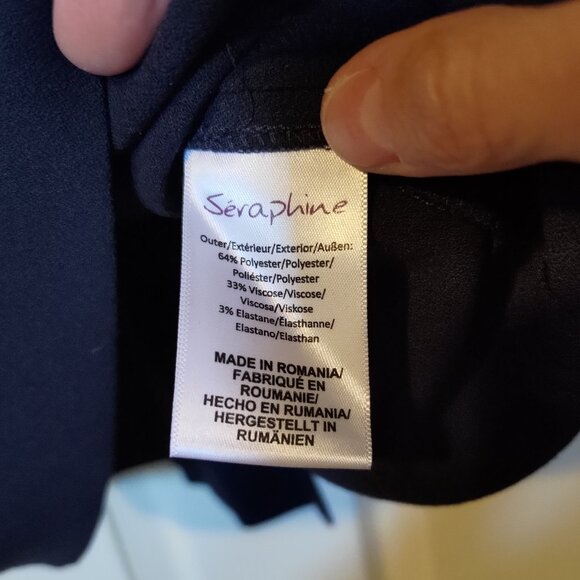 Séraphine
Outer/Extérieur/Exterior/Außen:
64% Polyester/Polyester/
Poliéster/Polyester
33% Viscose/Viscose/
Viscosa/Viskose
3% Elastane/Élasthanne/
Elastano/Elasthan
MADE IN ROMANIA/
FABRIQUÉ EN
ROUMANIE/
HECHO EN RUMANIA/
HERGESTELLT IN
RUMÄNIEN